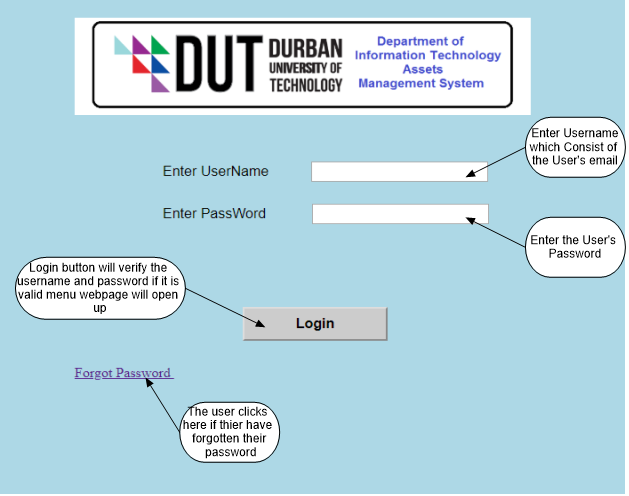 DUT
DURBAN
UNIVERSITY OF
TECHNOLOGY
Department of
Information Technology
Assets
Management System
Enter Username
which Consist of
the User's email
Enter UserName
Enter PassWord
Enter the User's
Password
Login button will verify the
username and password if it is
valid menu webpage will open
up
Login
Forgot Password
The user clicks
here if thier have
forgotten their
password